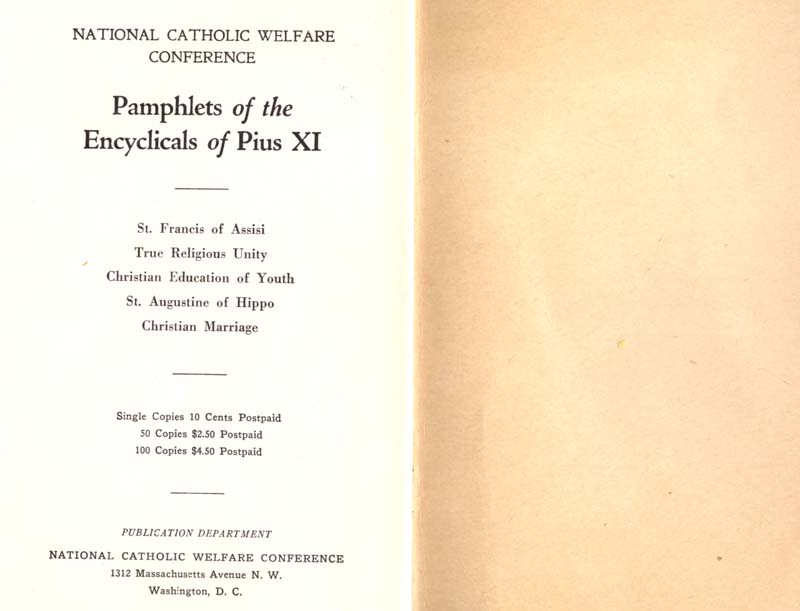 NATIONAL CATHOLIC WELFARE
CONFERENCE
Pamphlets of the
Encyclicals of Pius XI
St. Francis of Assisi
True Religious Unity
Christian Education of Youth
St. Augustine of Hippo
Christian Marriage
Single Copies 10 Cents Postpaid
50 Copies $2.50 Postpaid
100 Copies $4.50 Postpaid
PUBLICATION DEPARTMENT
NATIONAL CATHOLIC WELFARE CONFERENCE
1312 Massachusetts Avenue N. W.
Washington, D. C.